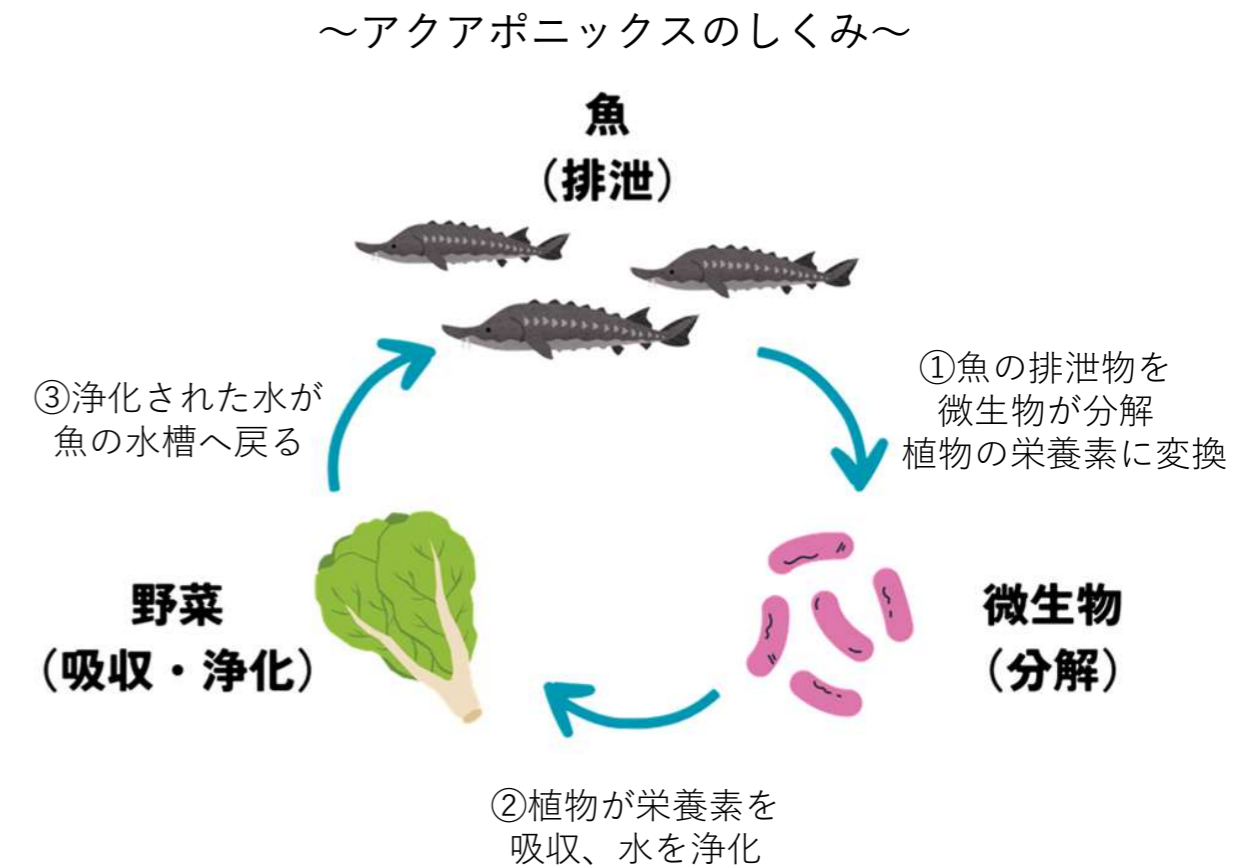 ～アクアポニックスのしくみ～
魚
（排泄）
①魚の排泄物を
微生物が分解
植物の栄養素に変換
微生物
（分解）
②植物が栄養素を
吸収、水を浄化
野菜
（吸収・浄化）
③浄化された水が
魚の水槽へ戻る